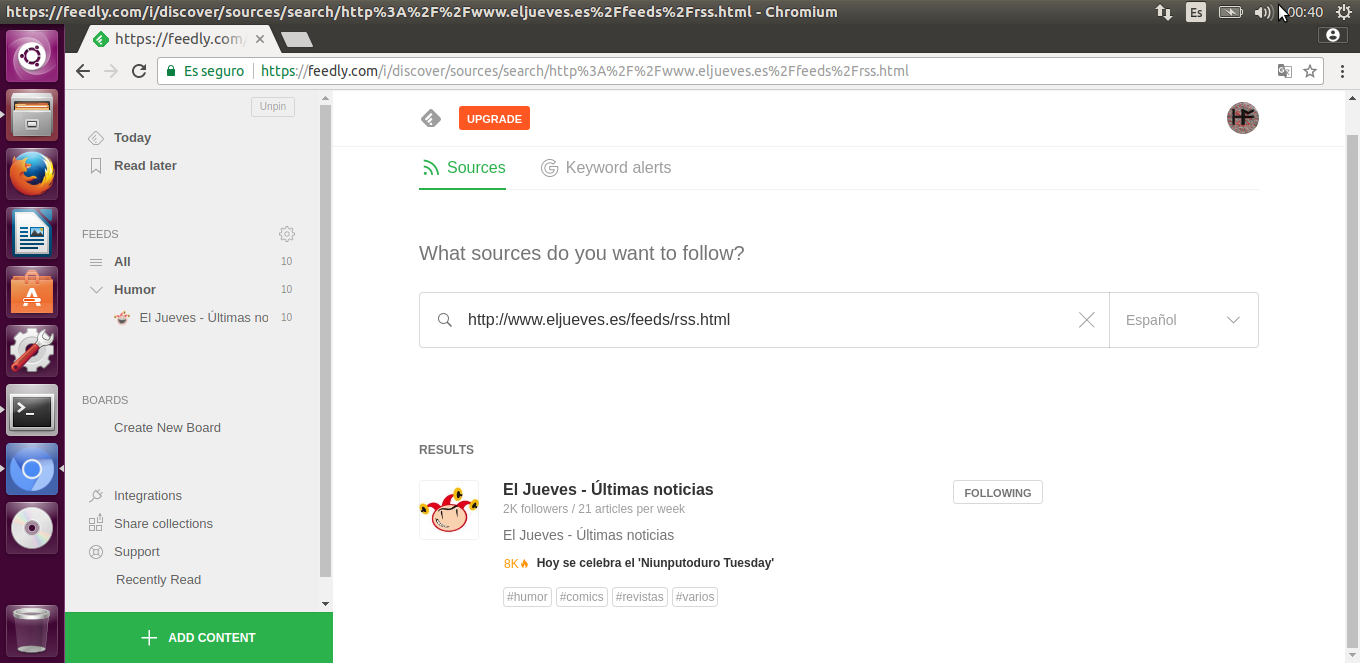 https://feedly.com/i/discover/sources/search/http%3A%2F%2Fwww.eljueves.es%2Ffeeds%2Frss.html - Chromium
Es
00:40
https://feedly.com/
Es seguro
https://feedly.com/i/discover/sources/search/http%3A%2F%2Fwww.eljueves.es%2Ffeeds%2Frss.html
Unpin
Today
Read later
FEEDS
All 10
Humor 10
El Jueves - Últimas no 10
BOARDS
Create New Board
Integrations
Share collections
Support
Recently Read
ADD CONTENT
UPGRADE
HF
Sources
Keyword alerts
What sources do you want to follow?
http://www.eljueves.es/feeds/rss.html
Español
RESULTS
El Jueves - Últimas noticias
FOLLOWING
2K followers / 21 articles per week
El Jueves - Últimas noticias
8K Hoy se celebra el 'Niunputoduro Tuesday'
#humor #comics #revistas #varios